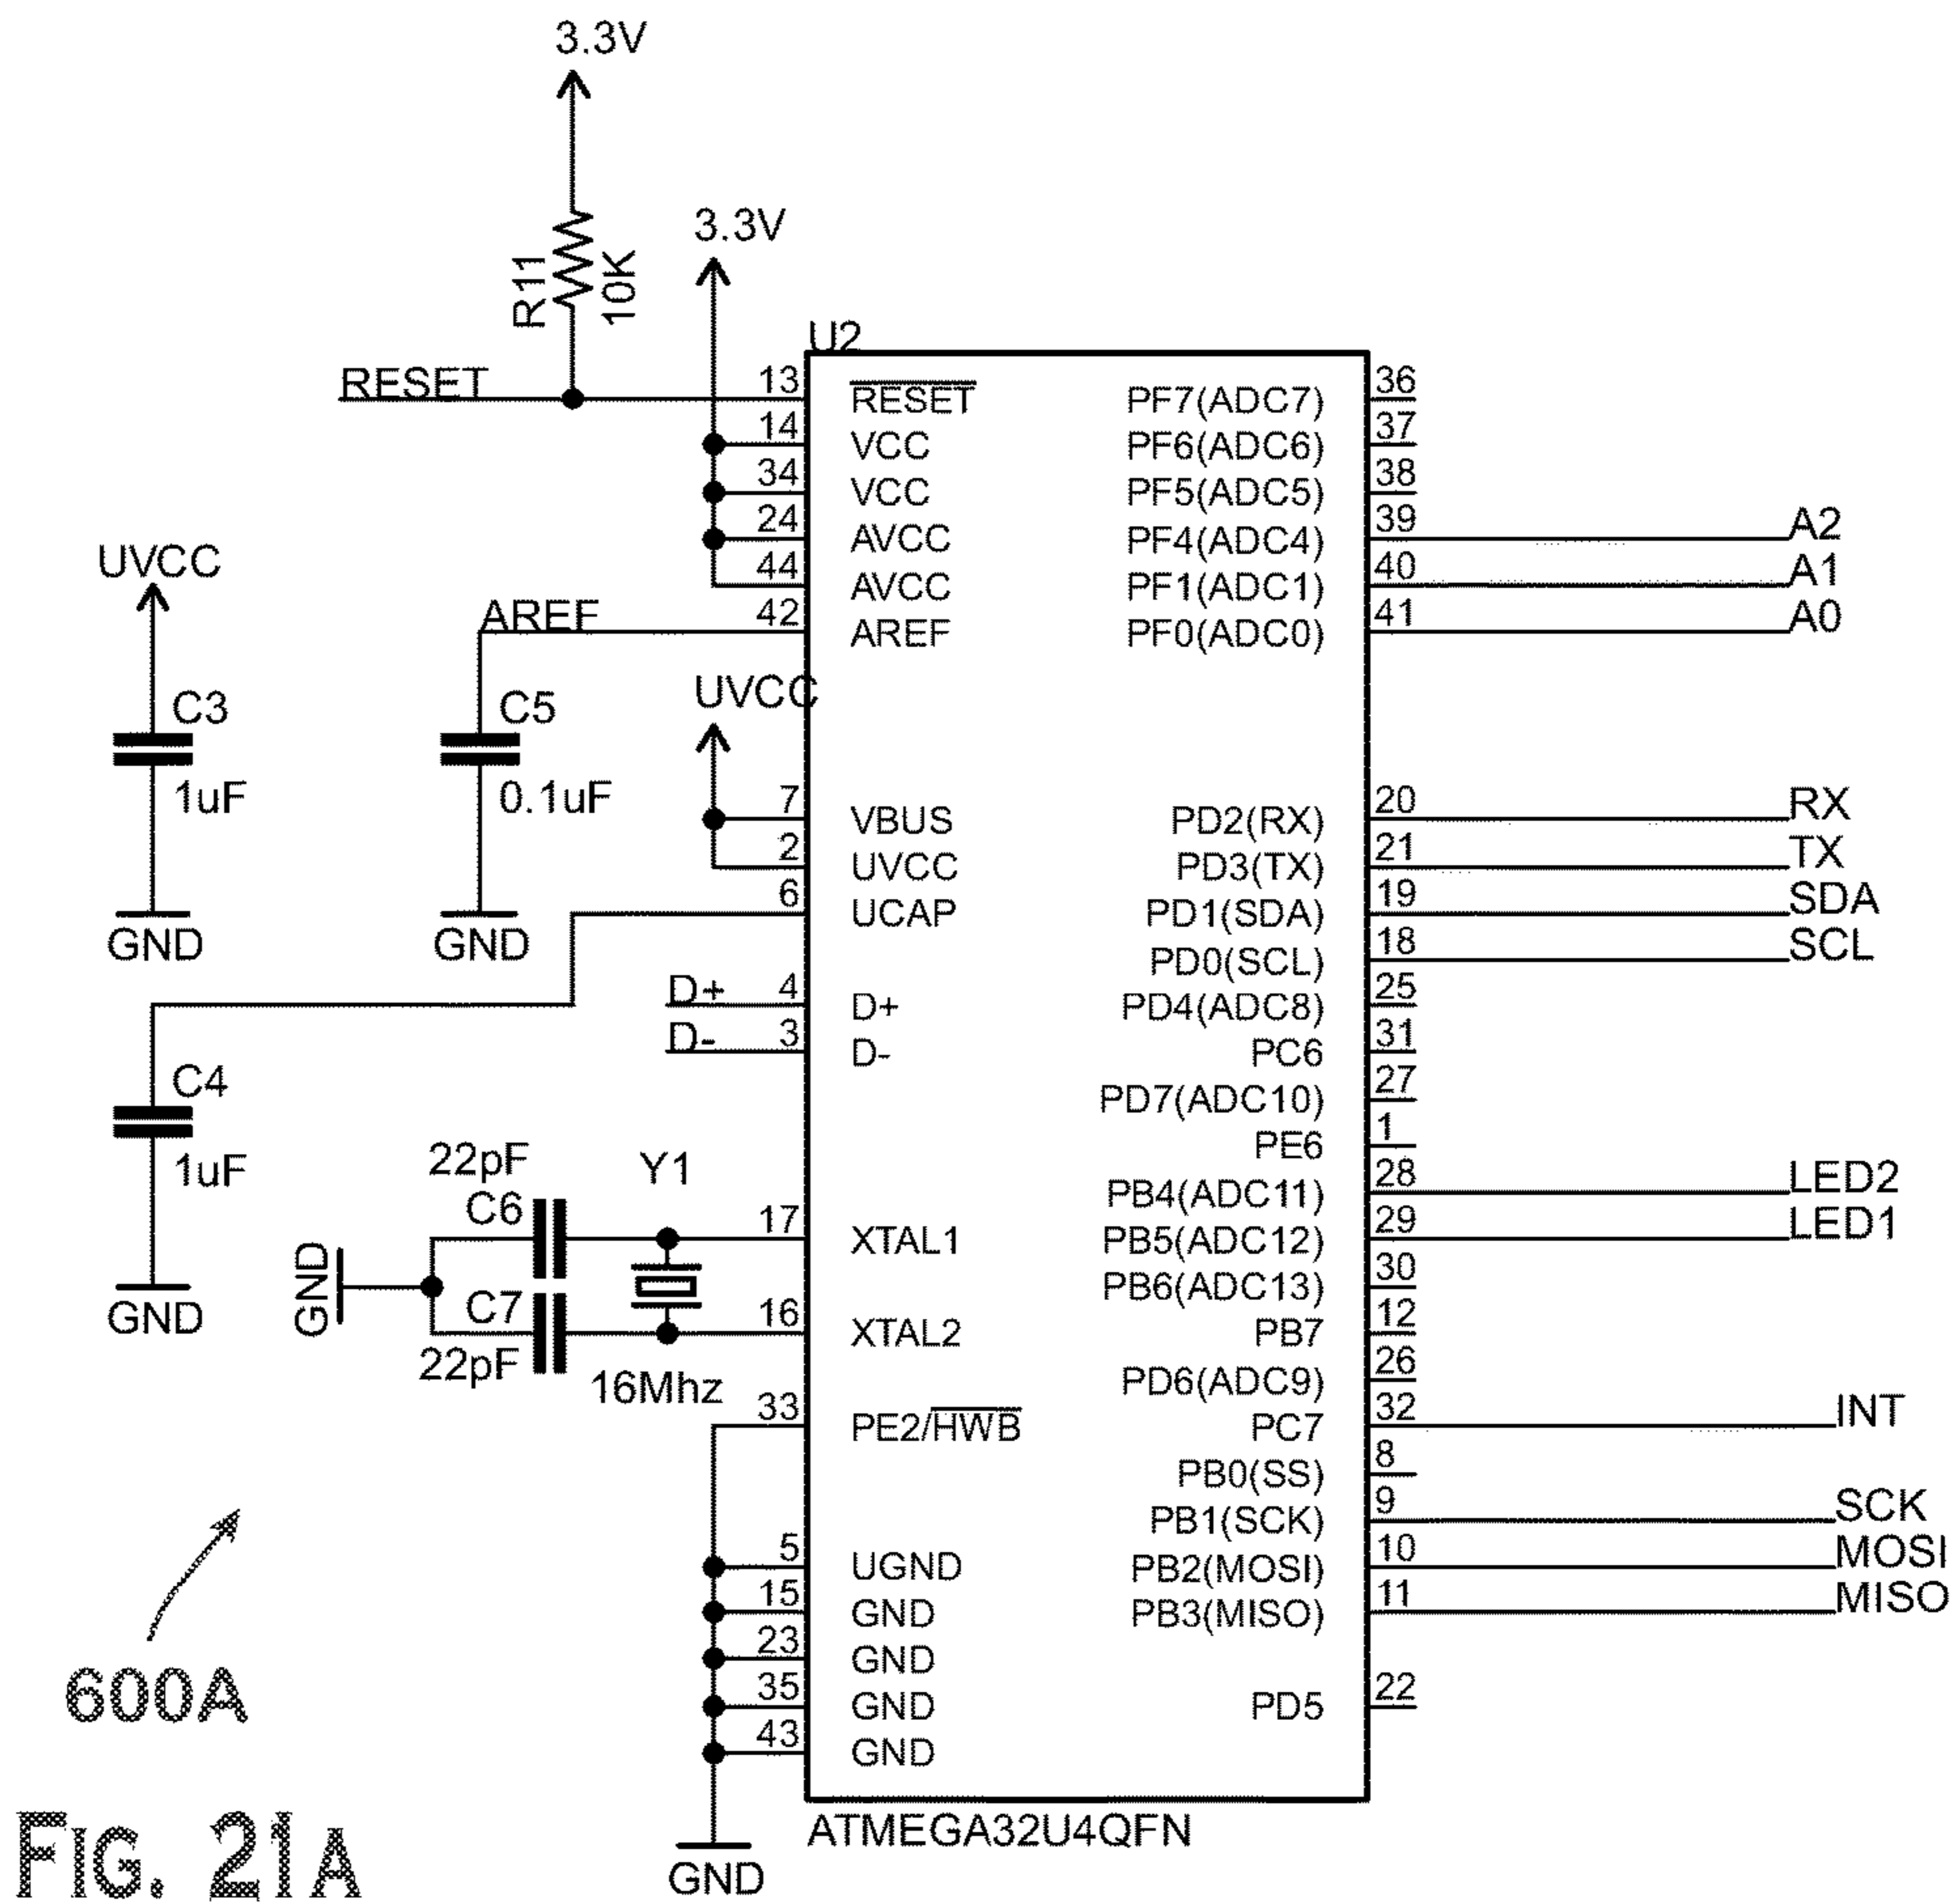 3.3V
3.3V
R11
10K
U2
RESET
13
RESET
PF7(ADC7)
36
14
VCC
PF6(ADC6)
37
34
VCC
PF5(ADC5)
38
24
AVCC
PF4(ADC4)
39
A2
UVCC
44
AVCC
PF1(ADC1)
40
A1
AREF
42
AREF
PF0(ADC0)
41
A0
UVCC
C3
1uF
GND
C5
0.1uF
GND
7
VBUS
PD2(RX)
20
RX
2
UVCC
PD3(TX)
21
TX
6
UCAP
PD1(SDA)
19
SDA
PD0(SCL)
18
SCL
D+
4
D+
PD4(ADC8)
25
D-
3
D-
PC6
31
PD7(ADC10)
27
PE6
1
C4
1uF
GND
22pF
C6
Y1
PB4(ADC11)
28
LED2
17
XTAL1
PB5(ADC12)
29
LED1
GND
PB6(ADC13)
30
C7
22pF
16Mhz
16
XTAL2
PB7
12
PD6(ADC9)
26
33
PE2/HWB
PC7
32
INT
PB0(SS)
8
PB1(SCK)
9
SCK
5
UGND
PB2(MOSI)
10
MOSI
15
GND
PB3(MISO)
11
MISO
23
GND
35
GND
PD5
22
43
GND
600A
ATMEGA32U4QFN
GND
FIG. 21A